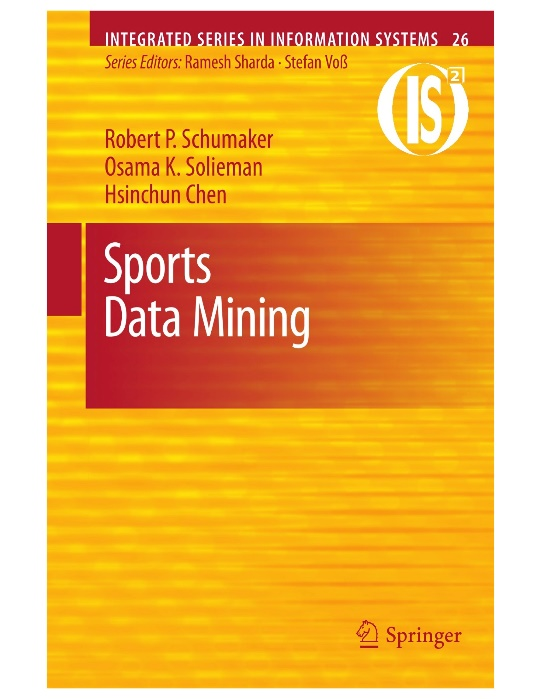 INTEGRATED SERIES IN INFORMATION SYSTEMS 26
Series Editors: Ramesh Sharda · Stefan Voß
IS2
Robert P. Schumaker
Osama K. Solieman
Hsinchun Chen
Sports
Data Mining
Springer